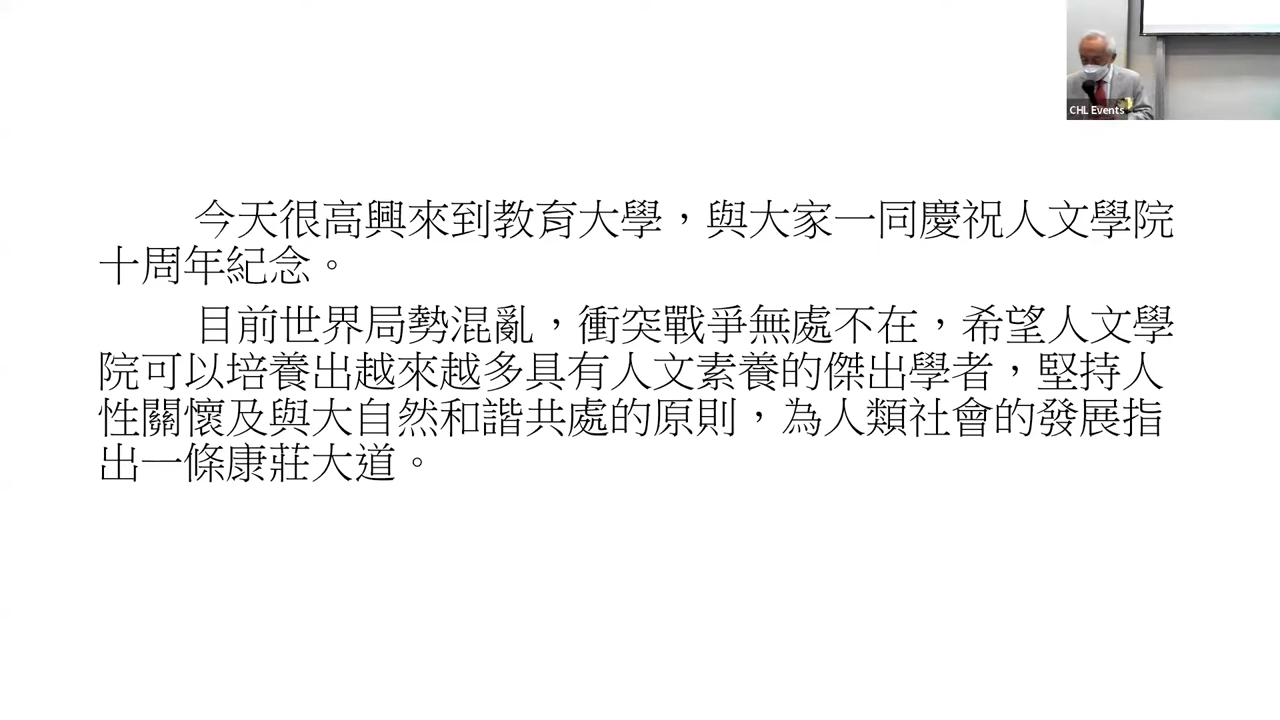 CHL Events
今天很高興來到教育大學，與大家一同慶祝人文學院
十周年紀念。
目前世界局勢混亂，衝突戰爭無處不在，希望人文學
院可以培養出越來越多具有人文素養的傑出學者，堅持人
性關懷及與大自然和諧共處的原則，為人類社會的發展指
出一條康莊大道。